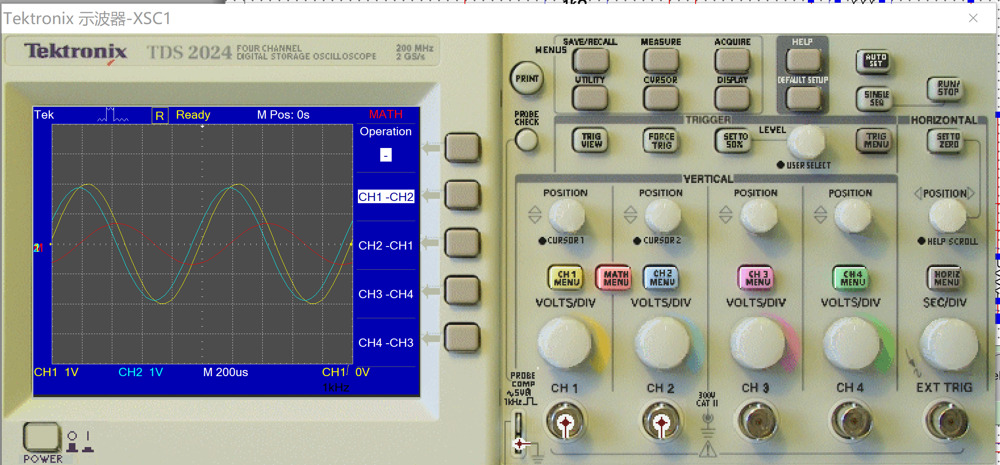 1kΩ
Tektronix 示波器-XSC1
Tektronix TDS 2024 FOUR CHANNEL
DIGITAL STORAGE OSCILLOSCOPE
200 MHz
2 GS/s
MENUS
SAVE/RECALL MEASURE ACQUIRE HELP
PRINT
AUTO
SET
UTILITY CURSOR DISPLAY DEFAULT SETUP
SINGLE
SEQ
RUN/
STOP
PROBE
CHECK
TRIGGER
HORIZONTAL
TRIG
VIEW
FORCE
TRIG
SET TO
50%
LEVEL
USER SELECT
TRIG
MENU
SET TO
ZERO
Tek R Ready M Pos: 0s MATH
Operation
-
CH1 -CH2
CH2 -CH1
CH3 -CH4
CH4 -CH3
CH1 1V CH2 1V M 200us CH1 0V
1kHz
VERTICAL
POSITION POSITION POSITION POSITION POSITION
CURSOR 1 CURSOR 2 HELP SCROLL
CH 1
MENU
MATH
MENU
CH 2
MENU
CH 3
MENU
CH 4
MENU
HORIZ
MENU
VOLTS/DIV VOLTS/DIV VOLTS/DIV VOLTS/DIV SEC/DIV
PROBE
COMP
~5V@
1kHz
CH 1 CH 2 CH 3 CH 4 EXT TRIG
300V
CAT II
POWER